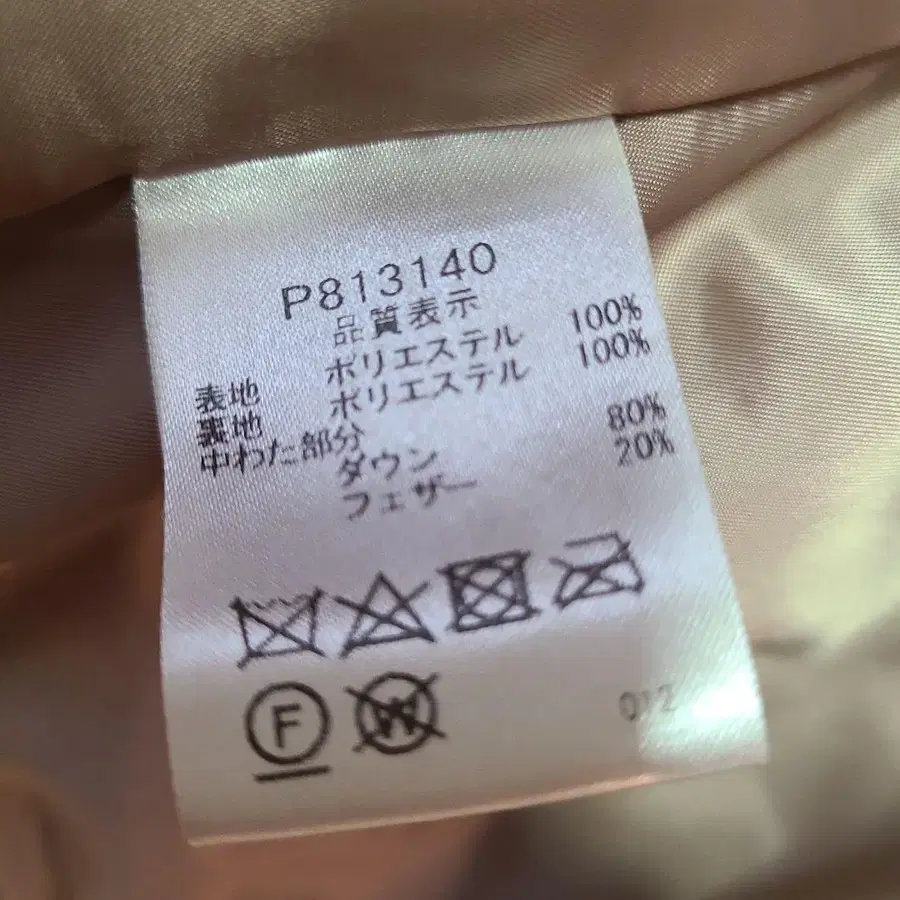 P813140
品質表示
表地 ポリエステル 100%
裏地 ポリエステル 100%
中わた部分
ダウン 80%
フェザー 20%
F W
012